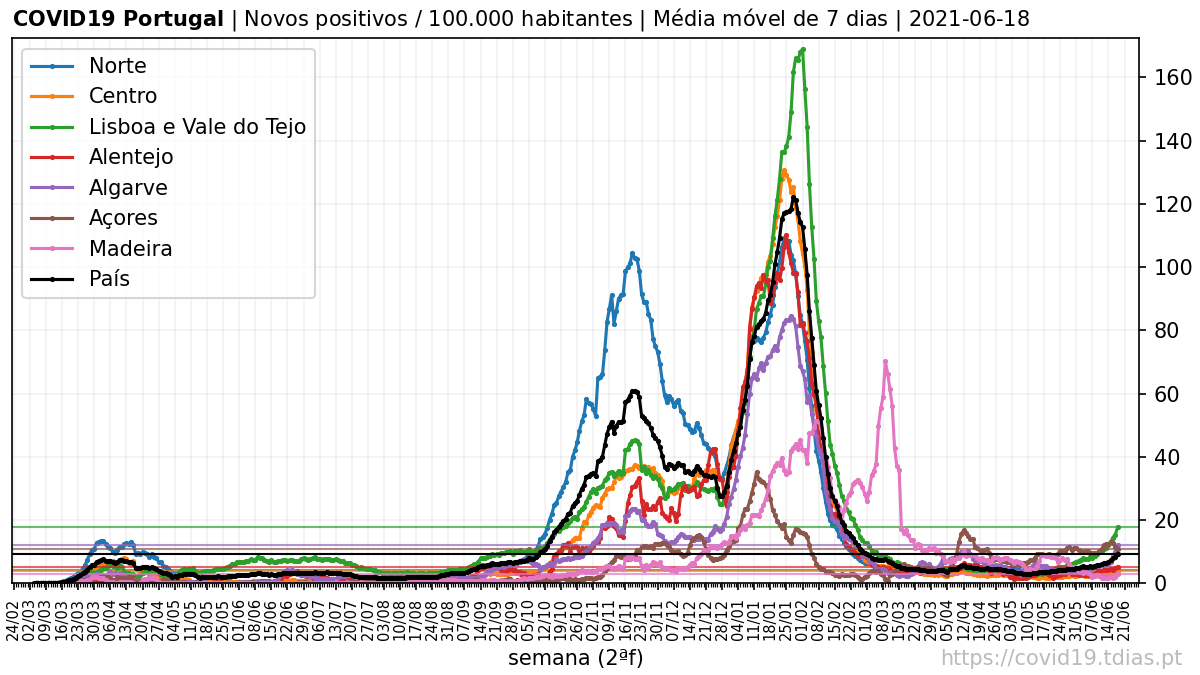 COVID19 Portugal | Novos positivos / 100.000 habitantes | Média móvel de 7 dias | 2021-06-18
Norte
Centro
Lisboa e Vale do Tejo
Alentejo
Algarve
Açores
Madeira
País
160
140
120
100
80
60
40
20
0
24/02 02/03 09/03 16/03 23/03 30/03 06/04 13/04 20/04 27/04 04/05 11/05 18/05 25/05 01/06 08/06 15/06 22/06 29/06 06/07 13/07 20/07 27/07 03/08 10/08 17/08 24/08 31/08 07/09 14/09 21/09 28/09 05/10 12/10 19/10 26/10 02/11 09/11 16/11 23/11 30/11 07/12 14/12 21/12 28/12 04/01 11/01 18/01 25/01 01/02 08/02 15/02 22/02 01/03 08/03 15/03 22/03 29/03 05/04 12/04 19/04 26/04 03/05 10/05 17/05 24/05 31/05 07/06 14/06 21/06
semana (2ªf)
https://covid19.tdias.pt